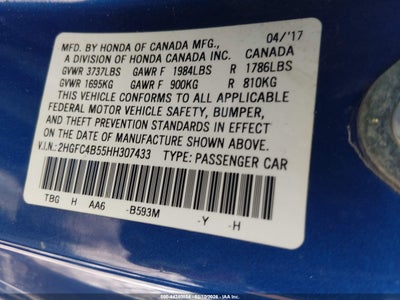 MFD. BY HONDA OF CANADA MFG., 04/'17
A DIVISION OF HONDA CANADA INC. CANADA
GVWR 3737LBS GAWR F 1984LBS R 1786LBS
GVWR 1695KG GAWR F 900KG R 810KG
THIS VEHICLE CONFORMS TO ALL APPLICABLE
FEDERAL MOTOR VEHICLE SAFETY, BUMPER,
AND THEFT PREVENTION STANDARDS IN EFFECT
ON THE DATE OF MANUFACTURE SHOWN ABOVE.
V.I.N.: 2HGFC4B55HH307433 TYPE: PASSENGER CAR
TBG H AA6 -B593M -Y -H